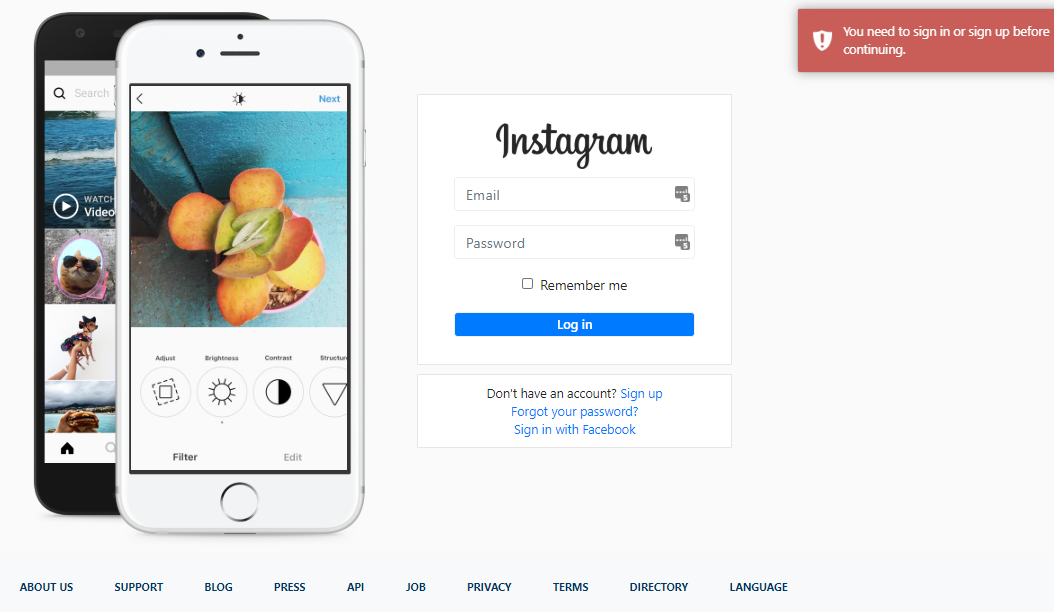 You need to sign in or sign up before
continuing.
Search
Next
WATCH
Video
Instagram
Email
Password
Remember me
Log in
Adjust
Brightness
Contrast
Structure
Filter
Edit
Don't have an account? Sign up
Forgot your password?
Sign in with Facebook
ABOUT US
SUPPORT
BLOG
PRESS
API
JOB
PRIVACY
TERMS
DIRECTORY
LANGUAGE